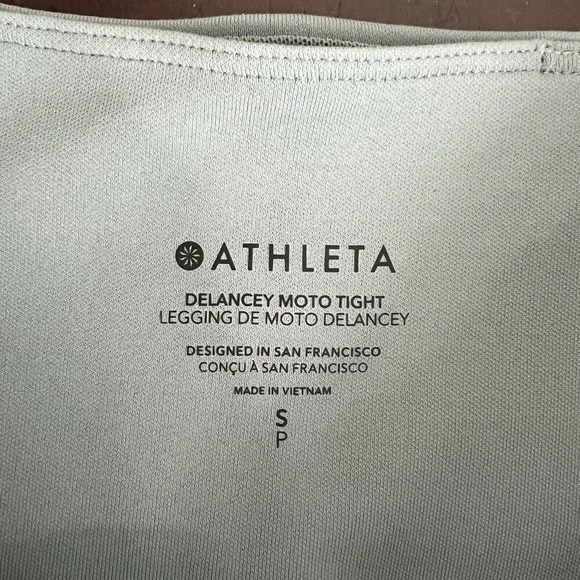 ATHLETA
DELANCEY MOTO TIGHT
LEGGING DE MOTO DELANCEY
DESIGNED IN SAN FRANCISCO
CONÇU À SAN FRANCISCO
MADE IN VIETNAM
S
P